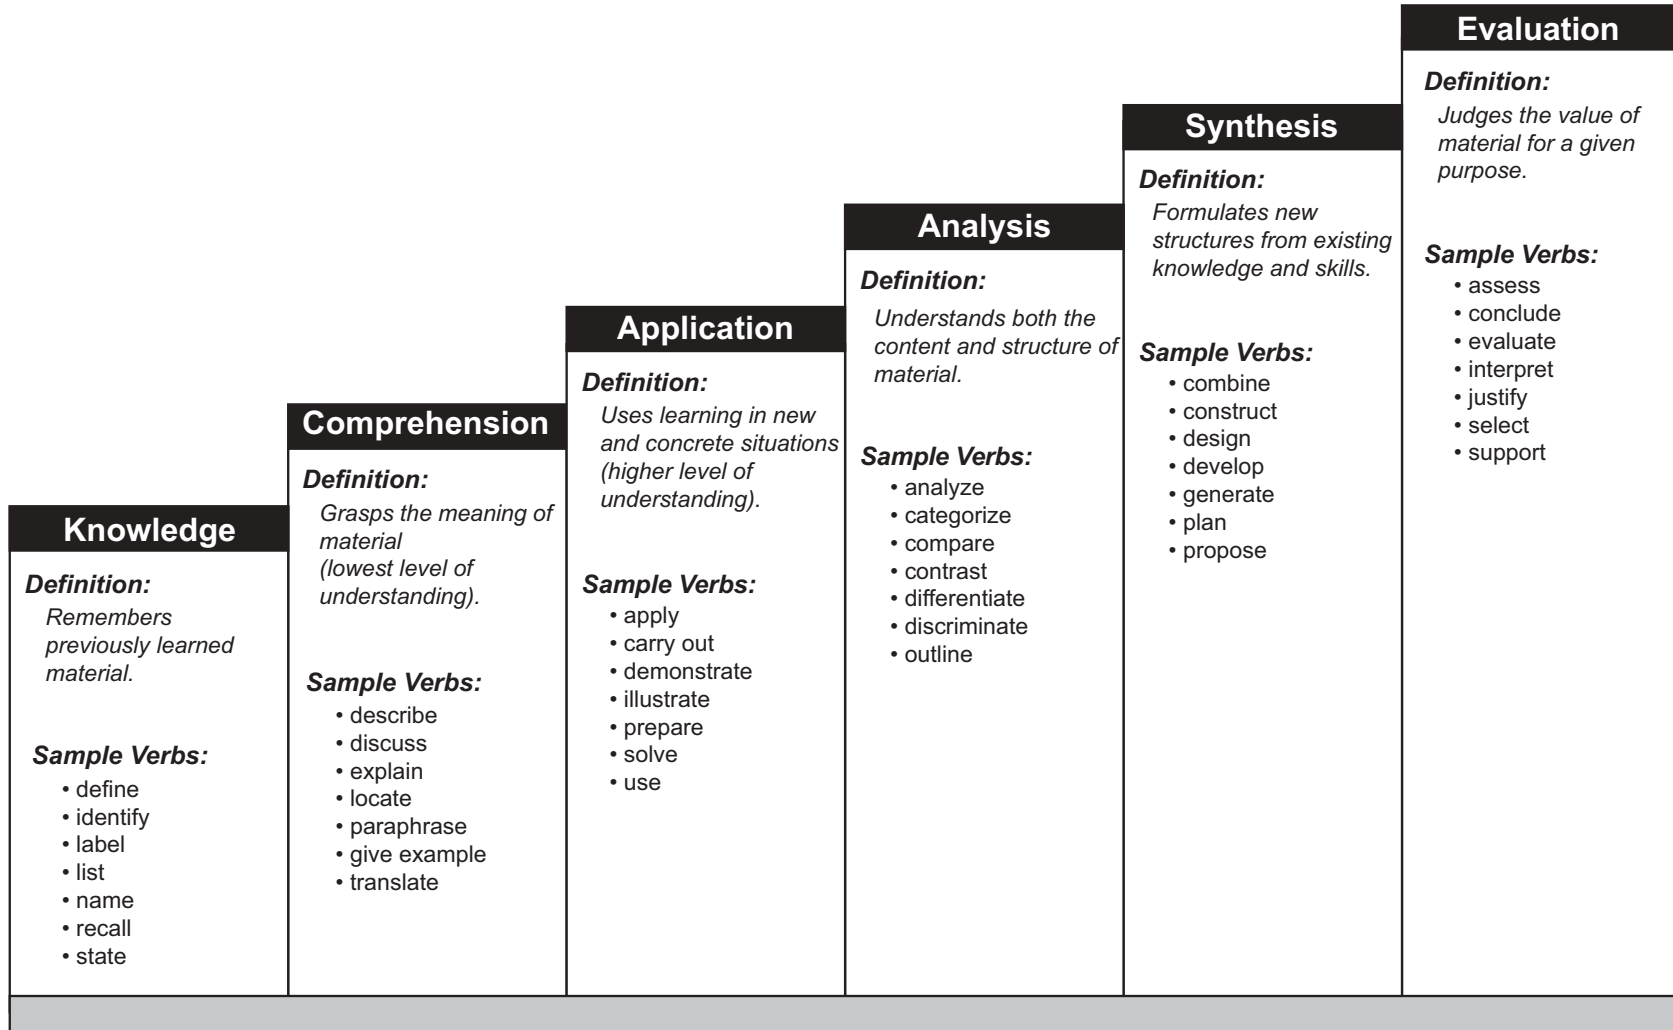 Knowledge
Definition:
Remembers
previously learned
material.
Sample Verbs:
• define
• identify
• label
• list
• name
• recall
• state
Comprehension
Definition:
Grasps the meaning of
material
(lowest level of
understanding).
Sample Verbs:
• describe
• discuss
• explain
• locate
• paraphrase
• give example
• translate
Application
Definition:
Uses learning in new
and concrete situations
(higher level of
understanding).
Sample Verbs:
• apply
• carry out
• demonstrate
• illustrate
• prepare
• solve
• use
Analysis
Definition:
Understands both the
content and structure of
material.
Sample Verbs:
• analyze
• categorize
• compare
• contrast
• differentiate
• discriminate
• outline
Synthesis
Definition:
Formulates new
structures from existing
knowledge and skills.
Sample Verbs:
• combine
• construct
• design
• develop
• generate
• plan
• propose
Evaluation
Definition:
Judges the value of
material for a given
purpose.
Sample Verbs:
• assess
• conclude
• evaluate
• interpret
• justify
• select
• support